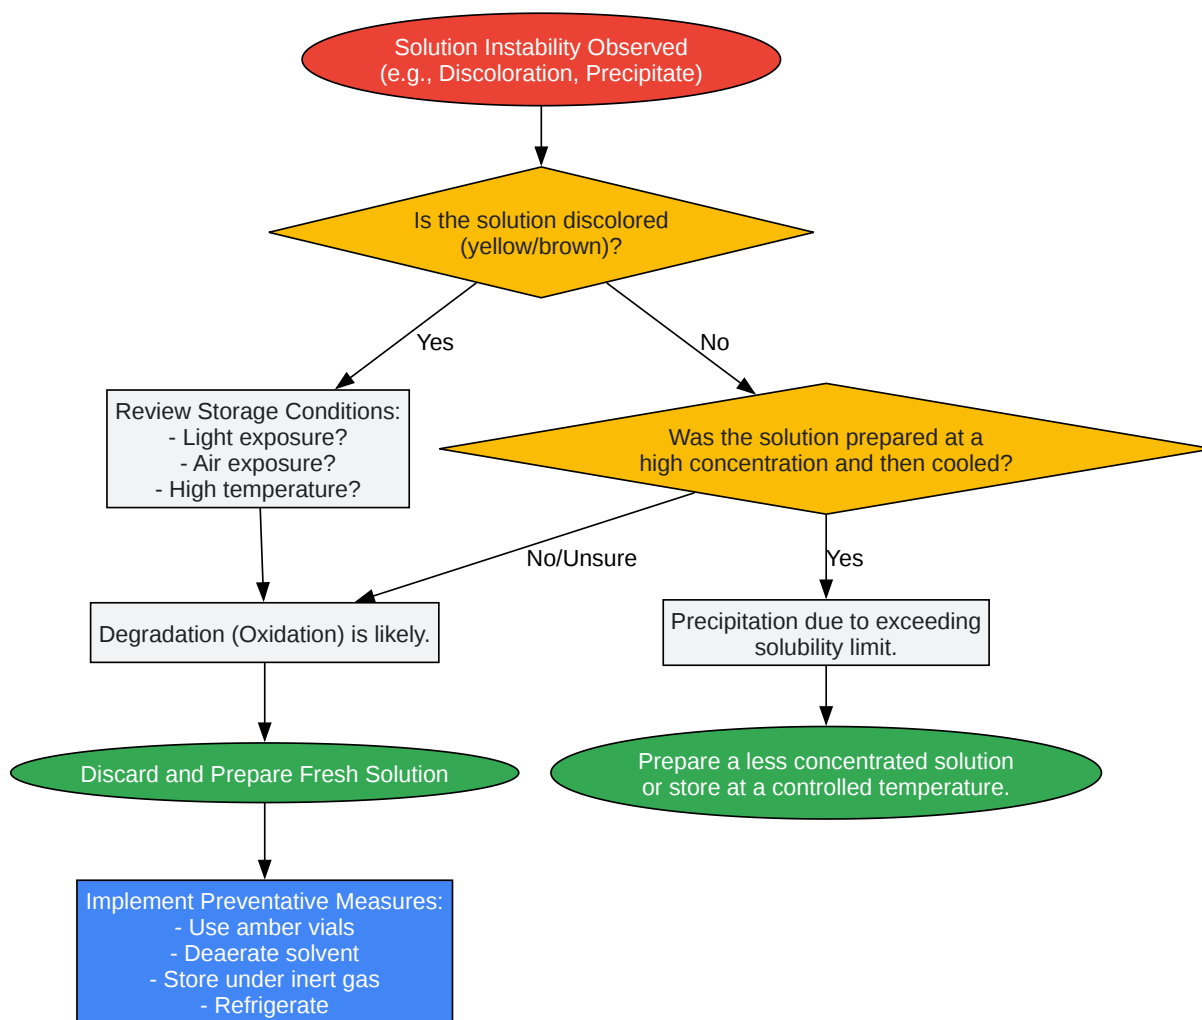 Solution Instability Observed
(e.g., Discoloration, Precipitate)
Is the solution discolored
(yellow/brown)?
Yes
No
Review Storage Conditions:
- Light exposure?
- Air exposure?
- High temperature?
Was the solution prepared at a
high concentration and then cooled?
No/Unsure
Yes
Degradation (Oxidation) is likely.
Precipitation due to exceeding
solubility limit.
Discard and Prepare Fresh Solution
Prepare a less concentrated solution
or store at a controlled temperature.
Implement Preventative Measures:
- Use amber vials
- Deaerate solvent
- Store under inert gas
- Refrigerate